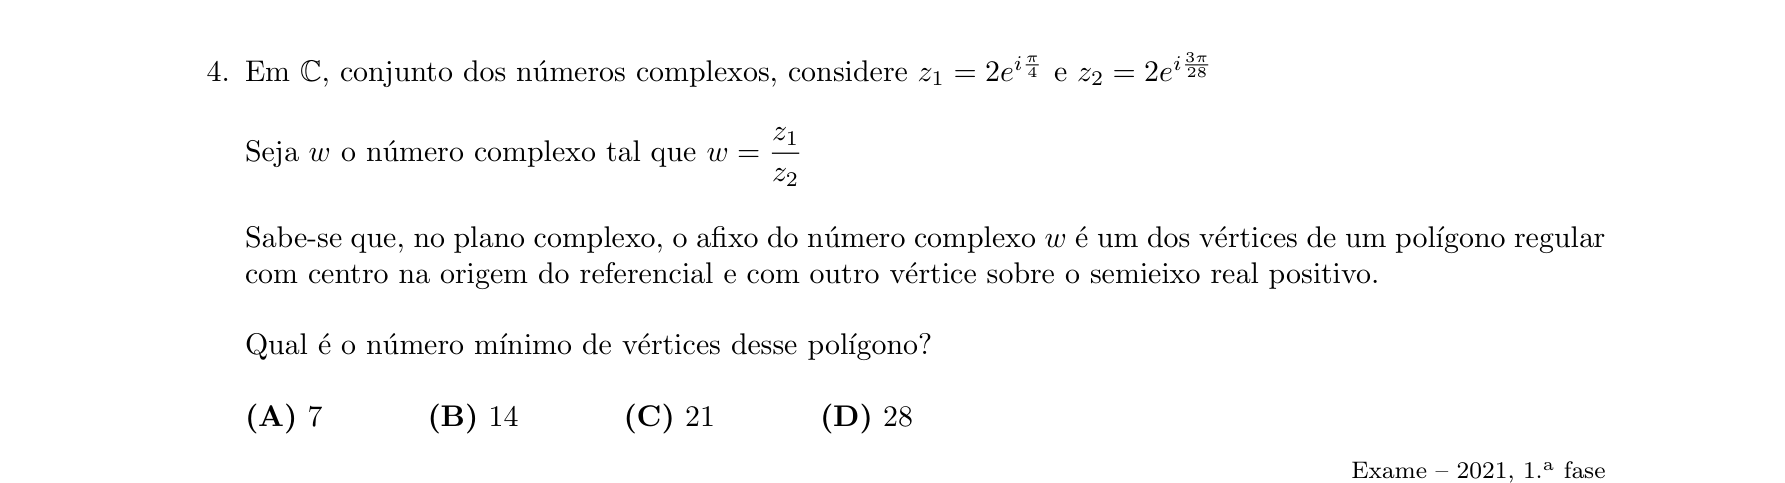 4. Em ℂ, conjunto dos números complexos, considere $z_1 = 2e^{i\frac{\pi}{4}}$ e $z_2 = 2e^{i\frac{3\pi}{28}}$
Seja $w$ o número complexo tal que $w = \frac{z_1}{z_2}$
Sabe-se que, no plano complexo, o afixo do número complexo $w$ é um dos vértices de um polígono regular
com centro na origem do referencial e com outro vértice sobre o semieixo real positivo.
Qual é o número mínimo de vértices desse polígono?
(A) 7 (B) 14 (C) 21 (D) 28
Exame – 2021, 1.ª fase